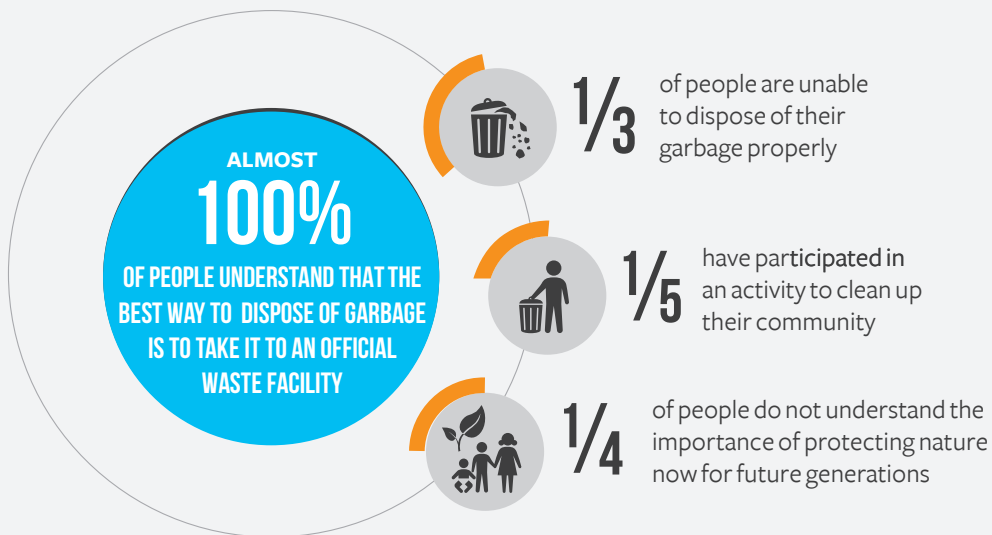 ALMOST
100%
OF PEOPLE UNDERSTAND THAT THE
BEST WAY TO DISPOSE OF GARBAGE
IS TO TAKE IT TO AN OFFICIAL
WASTE FACILITY
1/3
of people are unable
to dispose of their
garbage properly
1/5
have participated in
an activity to clean up
their community
1/4
of people do not understand the
importance of protecting nature
now for future generations